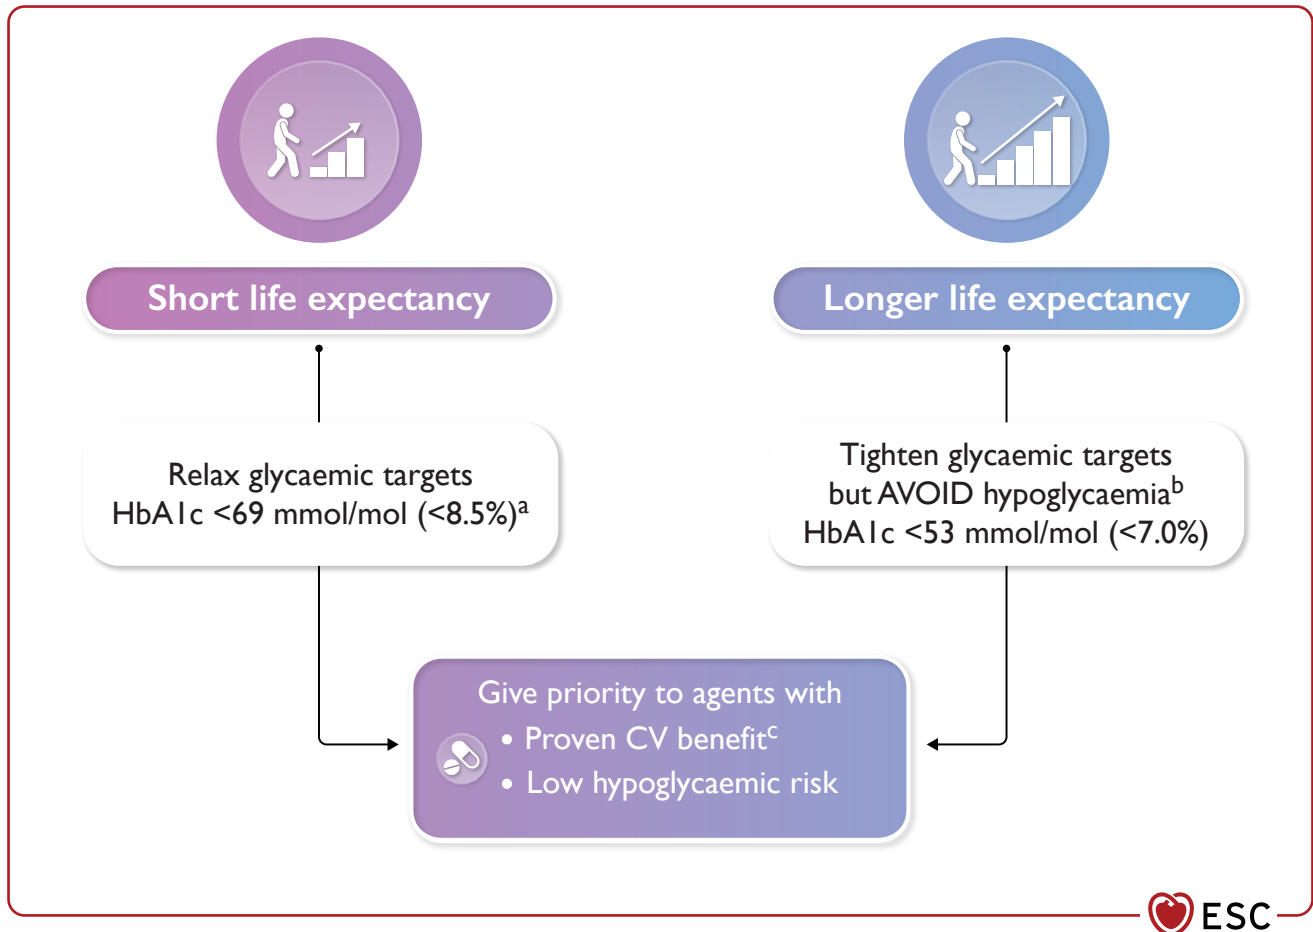 Short life expectancy
Relax glycaemic targets
HbA1c <69 mmol/mol (<8.5%)a
Longer life expectancy
Tighten glycaemic targets
but AVOID hypoglycaemiab
HbA1c <53 mmol/mol (<7.0%)
Give priority to agents with
• Proven CV benefitc
• Low hypoglycaemic risk
ESC